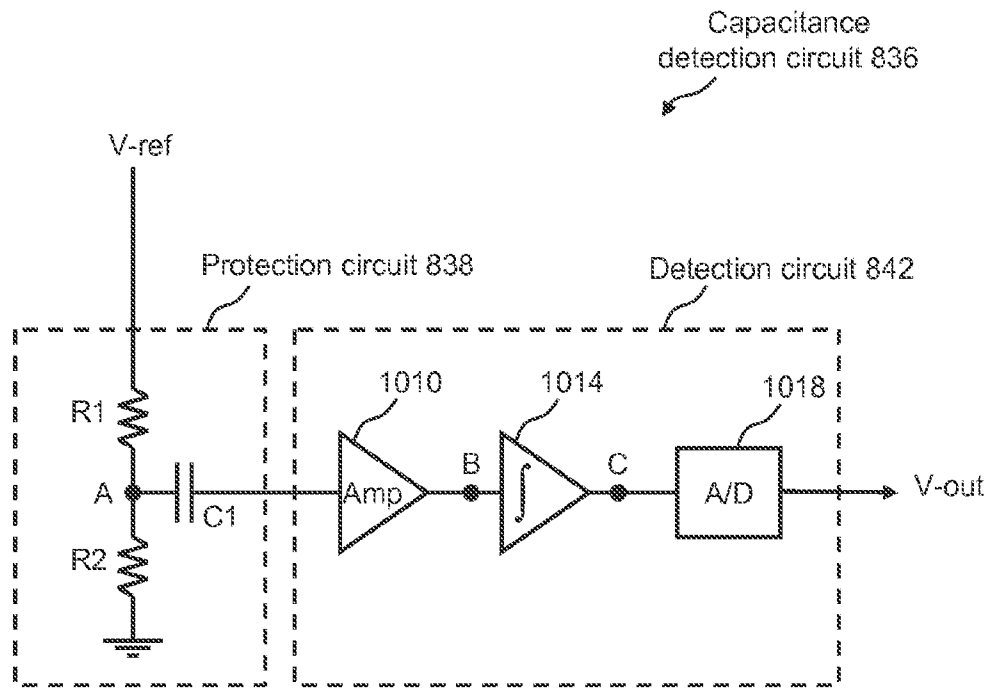 Capacitance
detection circuit 836
V-ref
Protection circuit 838
Detection circuit 842
R1
1010
1014
1018
A
C1
Amp
B
∫
C
A/D
V-out
R2